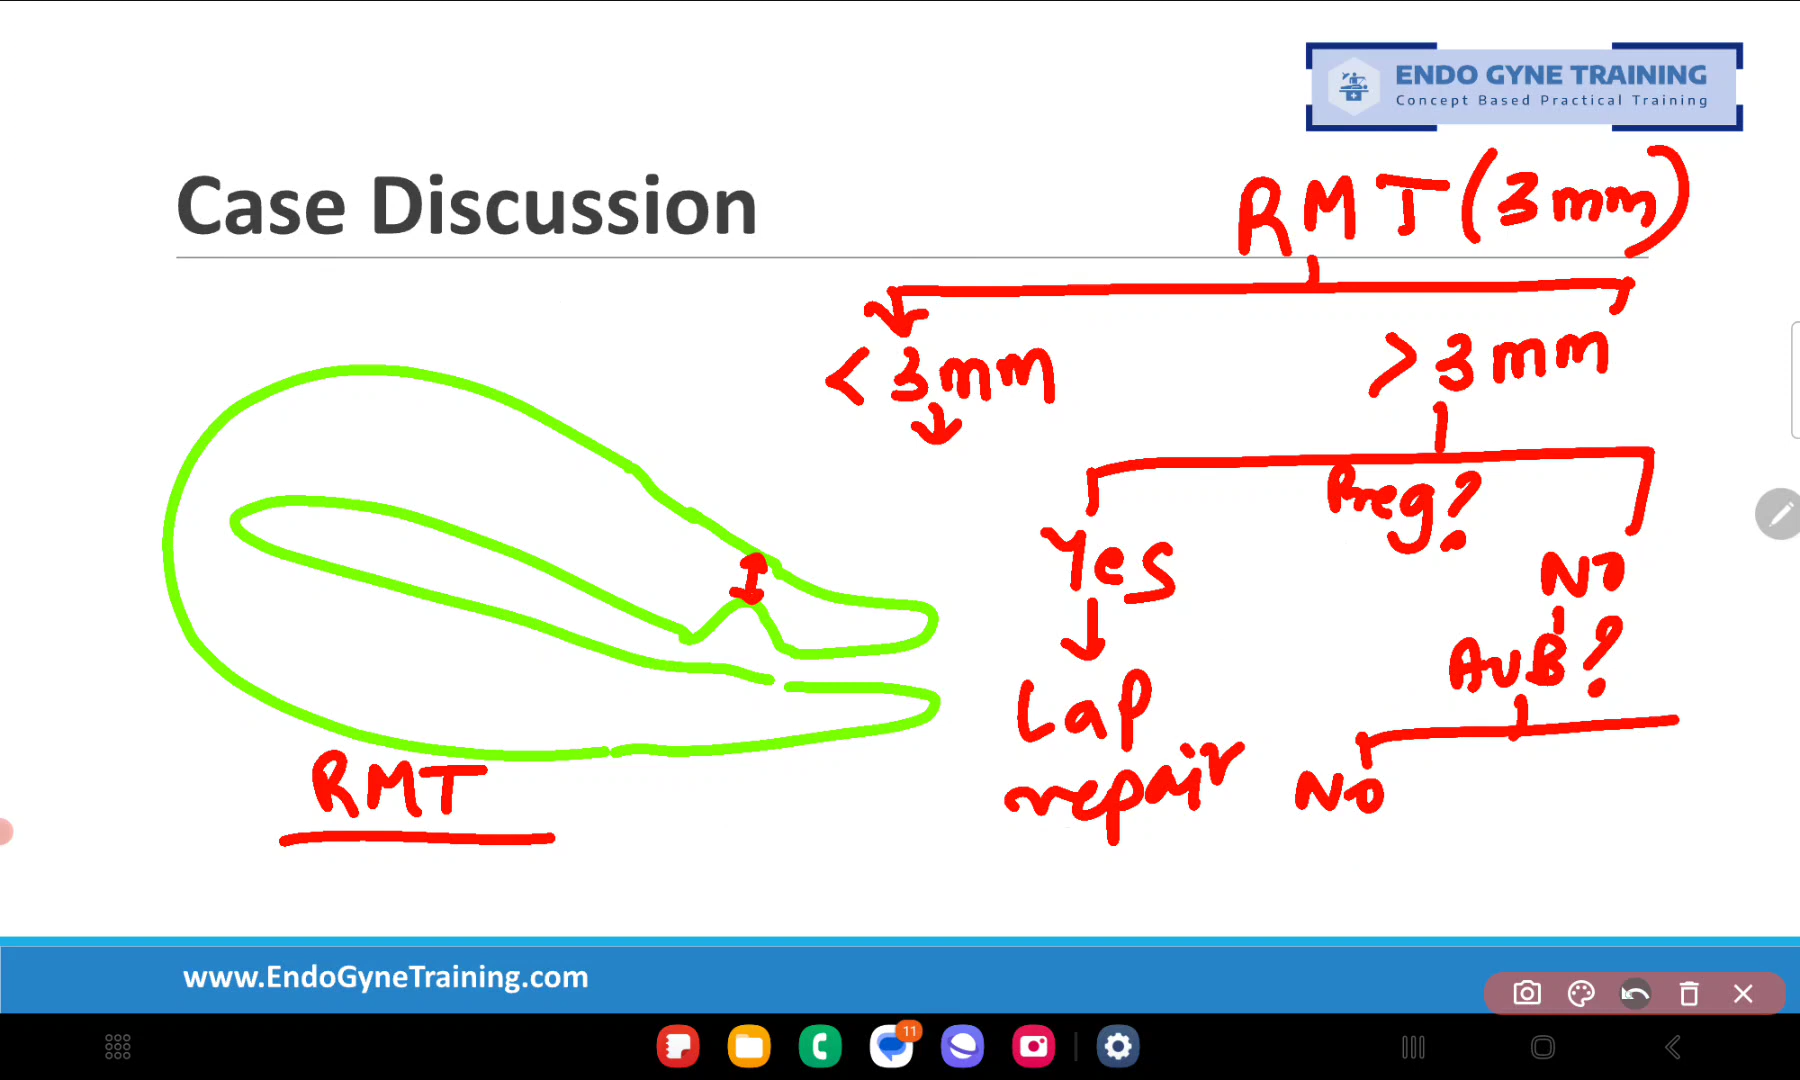 ENDO GYNE TRAINING
Concept Based Practical Training
Case Discussion
RMT (3mm)
<3mm
>3mm
Preg?
Yes
NO
AUB?
Lap
repair
NO
RMT
www.EndoGyneTraining.com
11